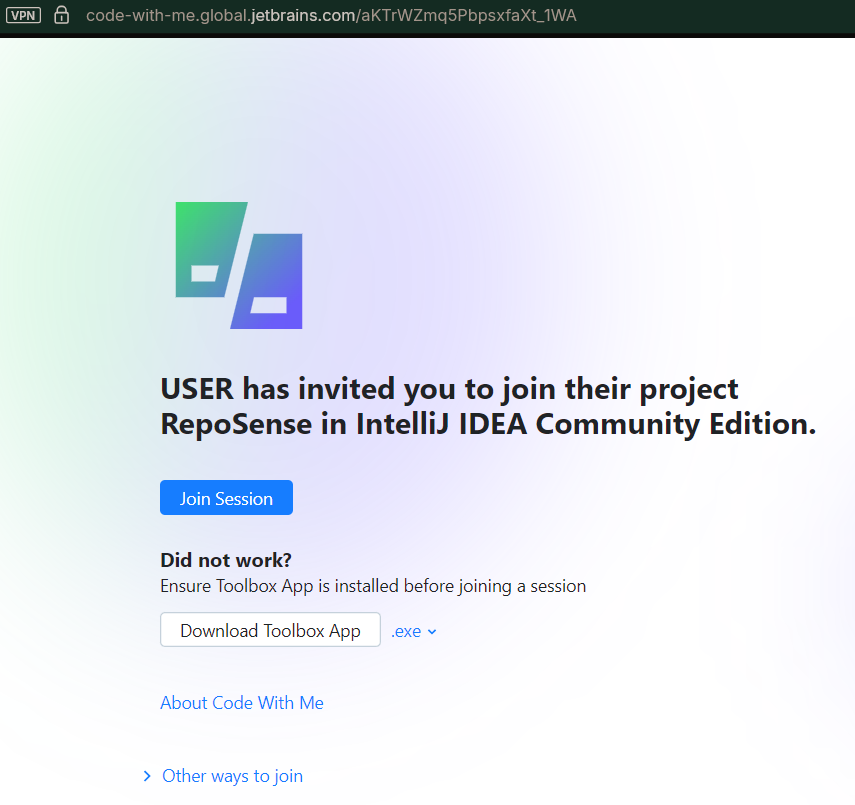 VPN code-with-me.global.jetbrains.com/aKTrWZmq5PbpsxfaXt_1WA
USER has invited you to join their project
RepoSense in IntelliJ IDEA Community Edition.
Join Session
Did not work?
Ensure Toolbox App is installed before joining a session
Download Toolbox App .exe
About Code With Me
Other ways to join